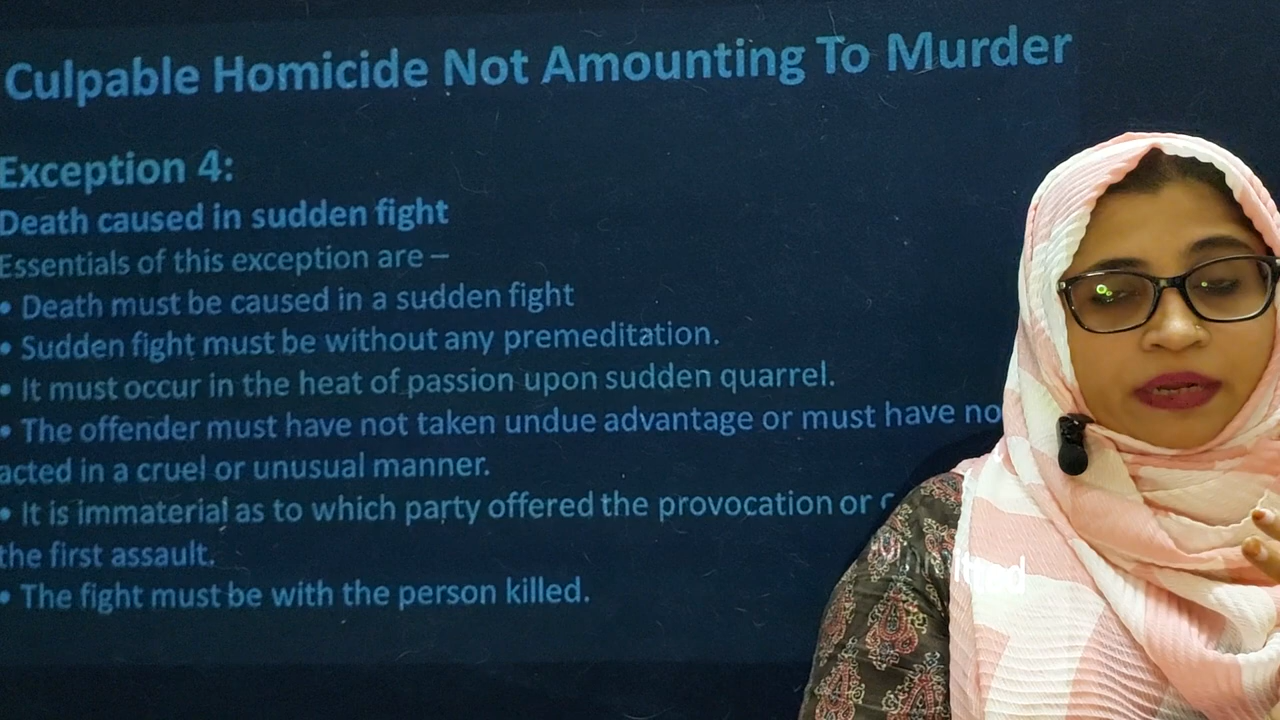 Culpable Homicide Not Amounting To Murder
Exception 4:
Death caused in sudden fight
Essentials of this exception are –
• Death must be caused in a sudden fight
• Sudden fight must be without any premeditation.
• It must occur in the heat of passion upon sudden quarrel.
• The offender must have not taken undue advantage or must have no
acted in a cruel or unusual manner.
• It is immaterial as to which party offered the provocation or c
the first assault.
• The fight must be with the person killed.